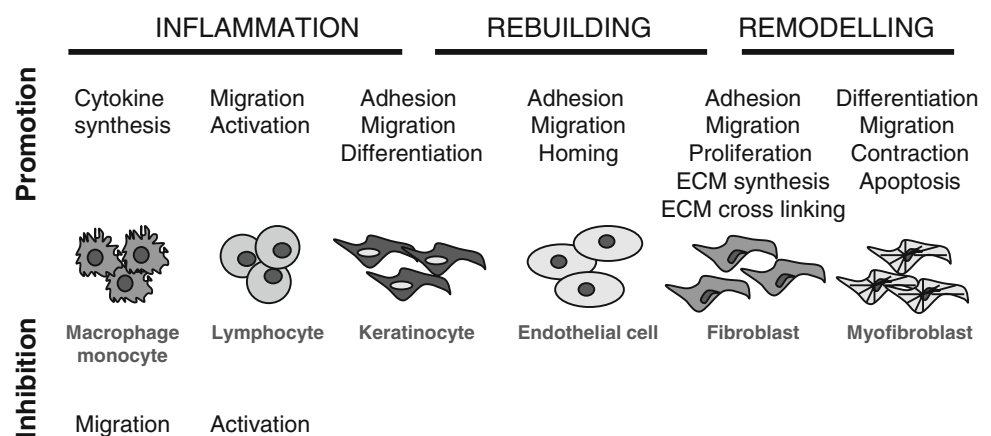 INFLAMMATION REBUILDING REMODELLING
Promotion
Cytokine synthesis
Migration
Activation
Adhesion
Migration
Differentiation
Adhesion
Migration
Homing
Adhesion
Migration
Proliferation
ECM synthesis
ECM cross linking
Differentiation
Migration
Contraction
Apoptosis
Macrophage
monocyte
Lymphocyte
Keratinocyte
Endothelial cell
Fibroblast
Myofibroblast
Inhibition
Migration
Activation